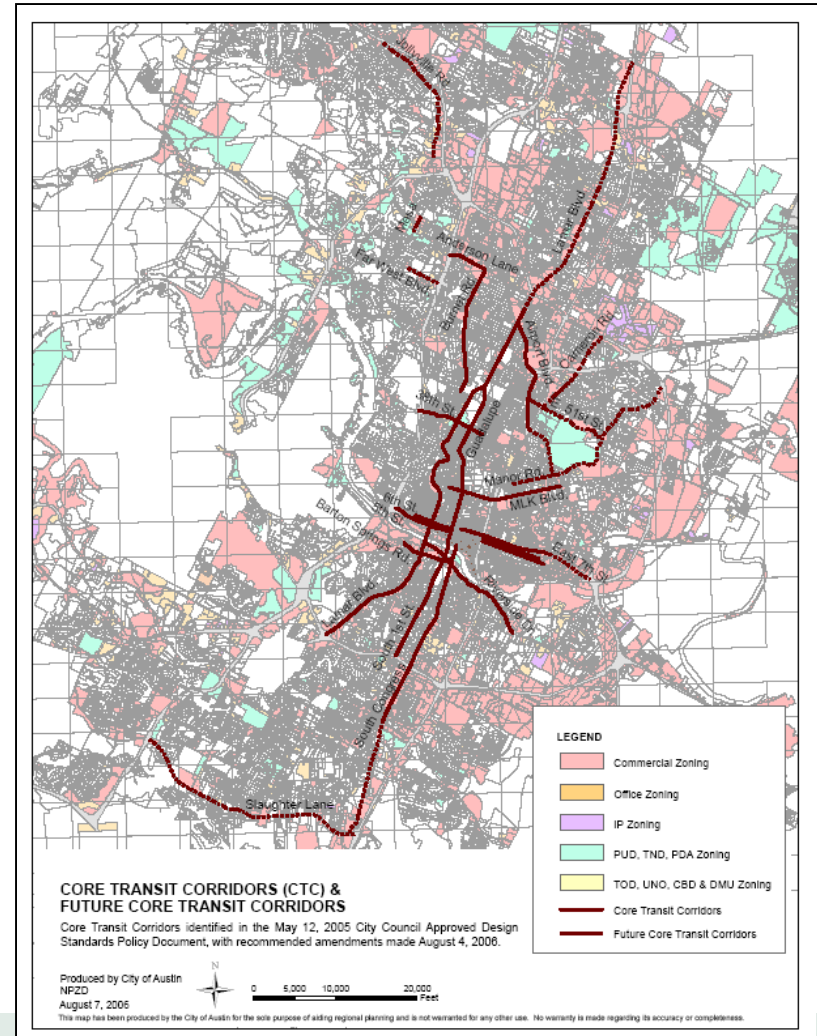 Jollyville Rd.
Lamar Blvd
Mesa
Anderson Lane
Far West Blvd.
Burnet Rd.
Airport Blvd
Cameron Rd.
38th St.
Guadalupe
51st St.
Manor Rd.
MLK Blvd.
6th St.
5th St.
Barton Springs Rd.
East 7th St.
Riverside Dr.
Lamar Blvd.
South 1st St.
South Congress
Slaughter Lane
LEGEND
Commercial Zoning
Office Zoning
IP Zoning
PUD, TND, PDA Zoning
TOD, UNO, CBD & DMU Zoning
Core Transit Corridors
Future Core Transit Corridors
CORE TRANSIT CORRIDORS (CTC) &
FUTURE CORE TRANSIT CORRIDORS
Core Transit Corridors identified in the May 12, 2005 City Council Approved Design
Standards Policy Document, with recommended amendments made August 4, 2006.
Produced by City of Austin
NPZD
August 7, 2006
N
0 5,000 10,000 20,000
Feet
This map has been produced by the City of Austin for the sole purpose of aiding regional planning and is not warranted for any other use. No warranty is made regarding its accuracy or completeness.